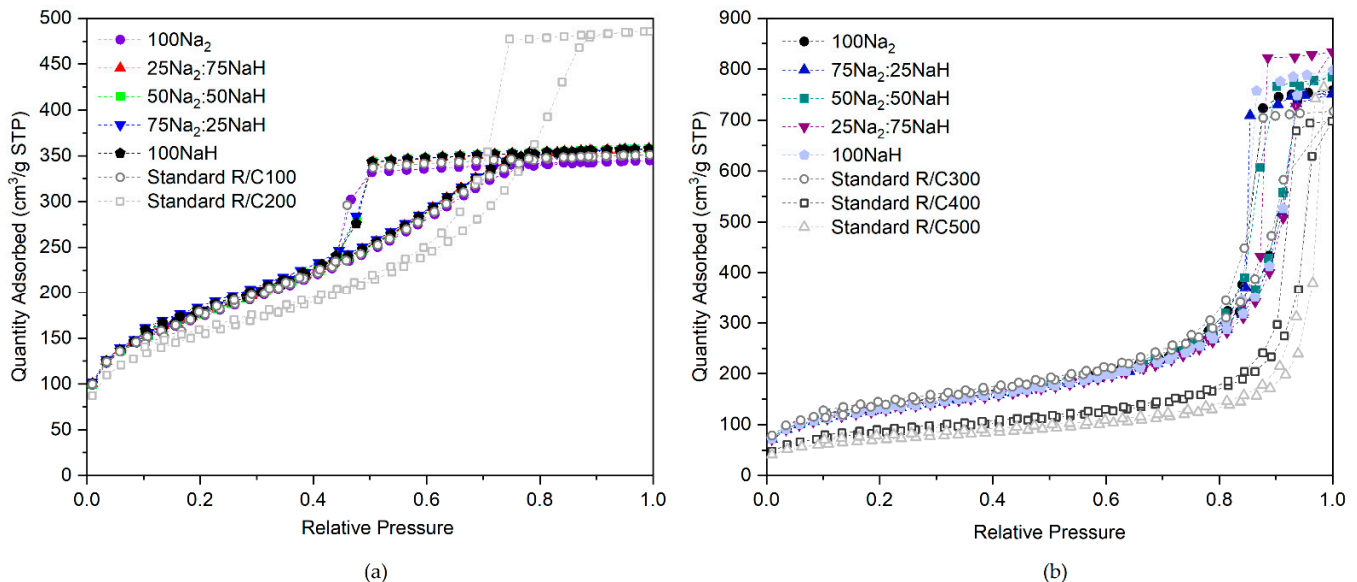 500
450
400
350
300
250
200
150
100
50
0
Quantity Adsorbed (cm³/g STP)
100Na₂
25Na₂:75NaH
50Na₂:50NaH
75Na₂:25NaH
100NaH
Standard R/C100
Standard R/C200
0.0 0.2 0.4 0.6 0.8 1.0
Relative Pressure
(a)
900
800
700
600
500
400
300
200
100
0
Quantity Adsorbed (cm³/g STP)
100Na₂
75Na₂:25NaH
50Na₂:50NaH
25Na₂:75NaH
100NaH
Standard R/C300
Standard R/C400
Standard R/C500
0.0 0.2 0.4 0.6 0.8 1.0
Relative Pressure
(b)